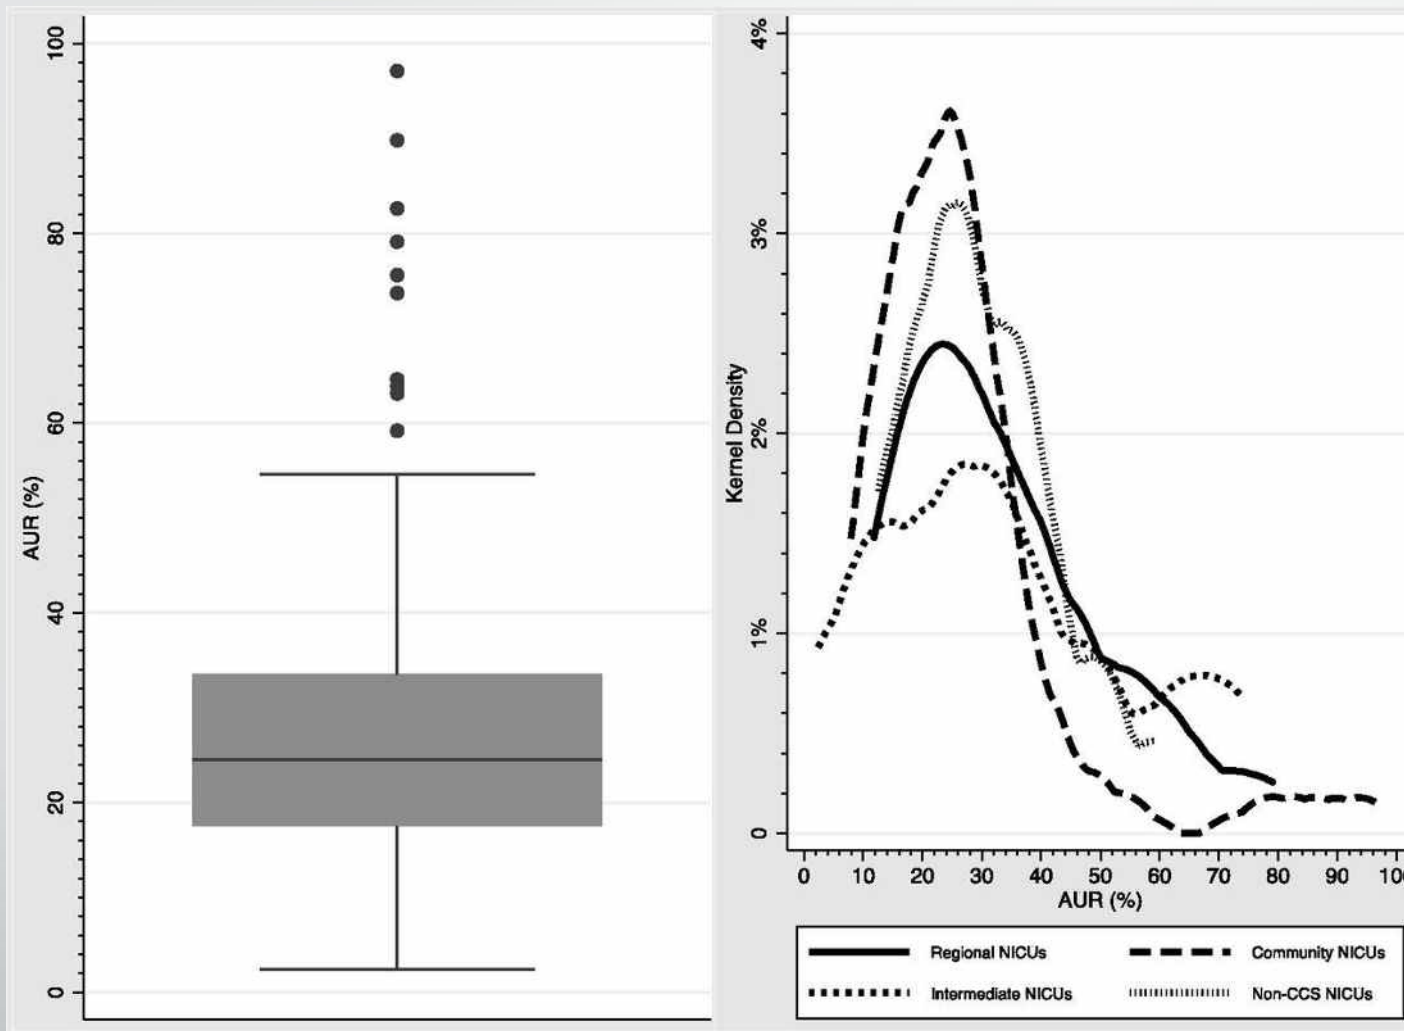 100
80
60
40
20
0
AUR (%)
4%
3%
2%
1%
0
Kernel Density
0 10 20 30 40 50 60 70 80 90 10
AUR (%)
Regional NICUs Community NICUs
Intermediate NICUs Non-CCS NICUs